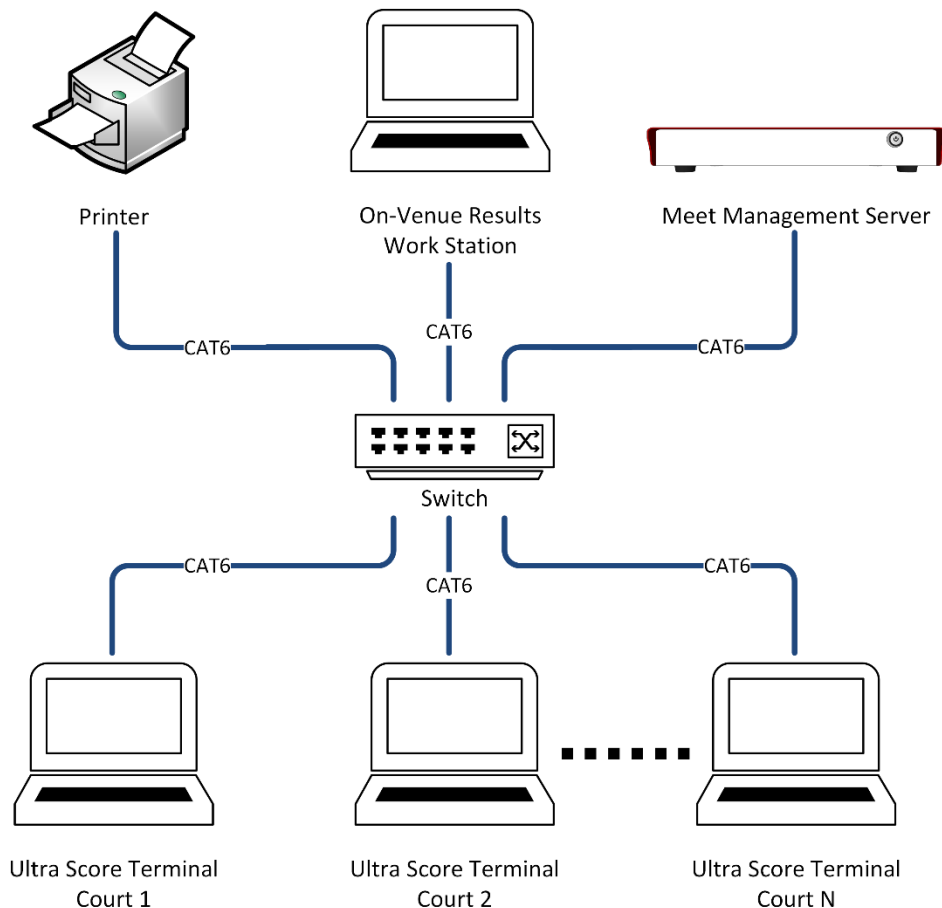 Printer
On-Venue Results
Work Station
Meet Management Server
CAT6
CAT6
CAT6
Switch
CAT6
CAT6
CAT6
Ultra Score Terminal
Court 1
Ultra Score Terminal
Court 2
Ultra Score Terminal
Court N